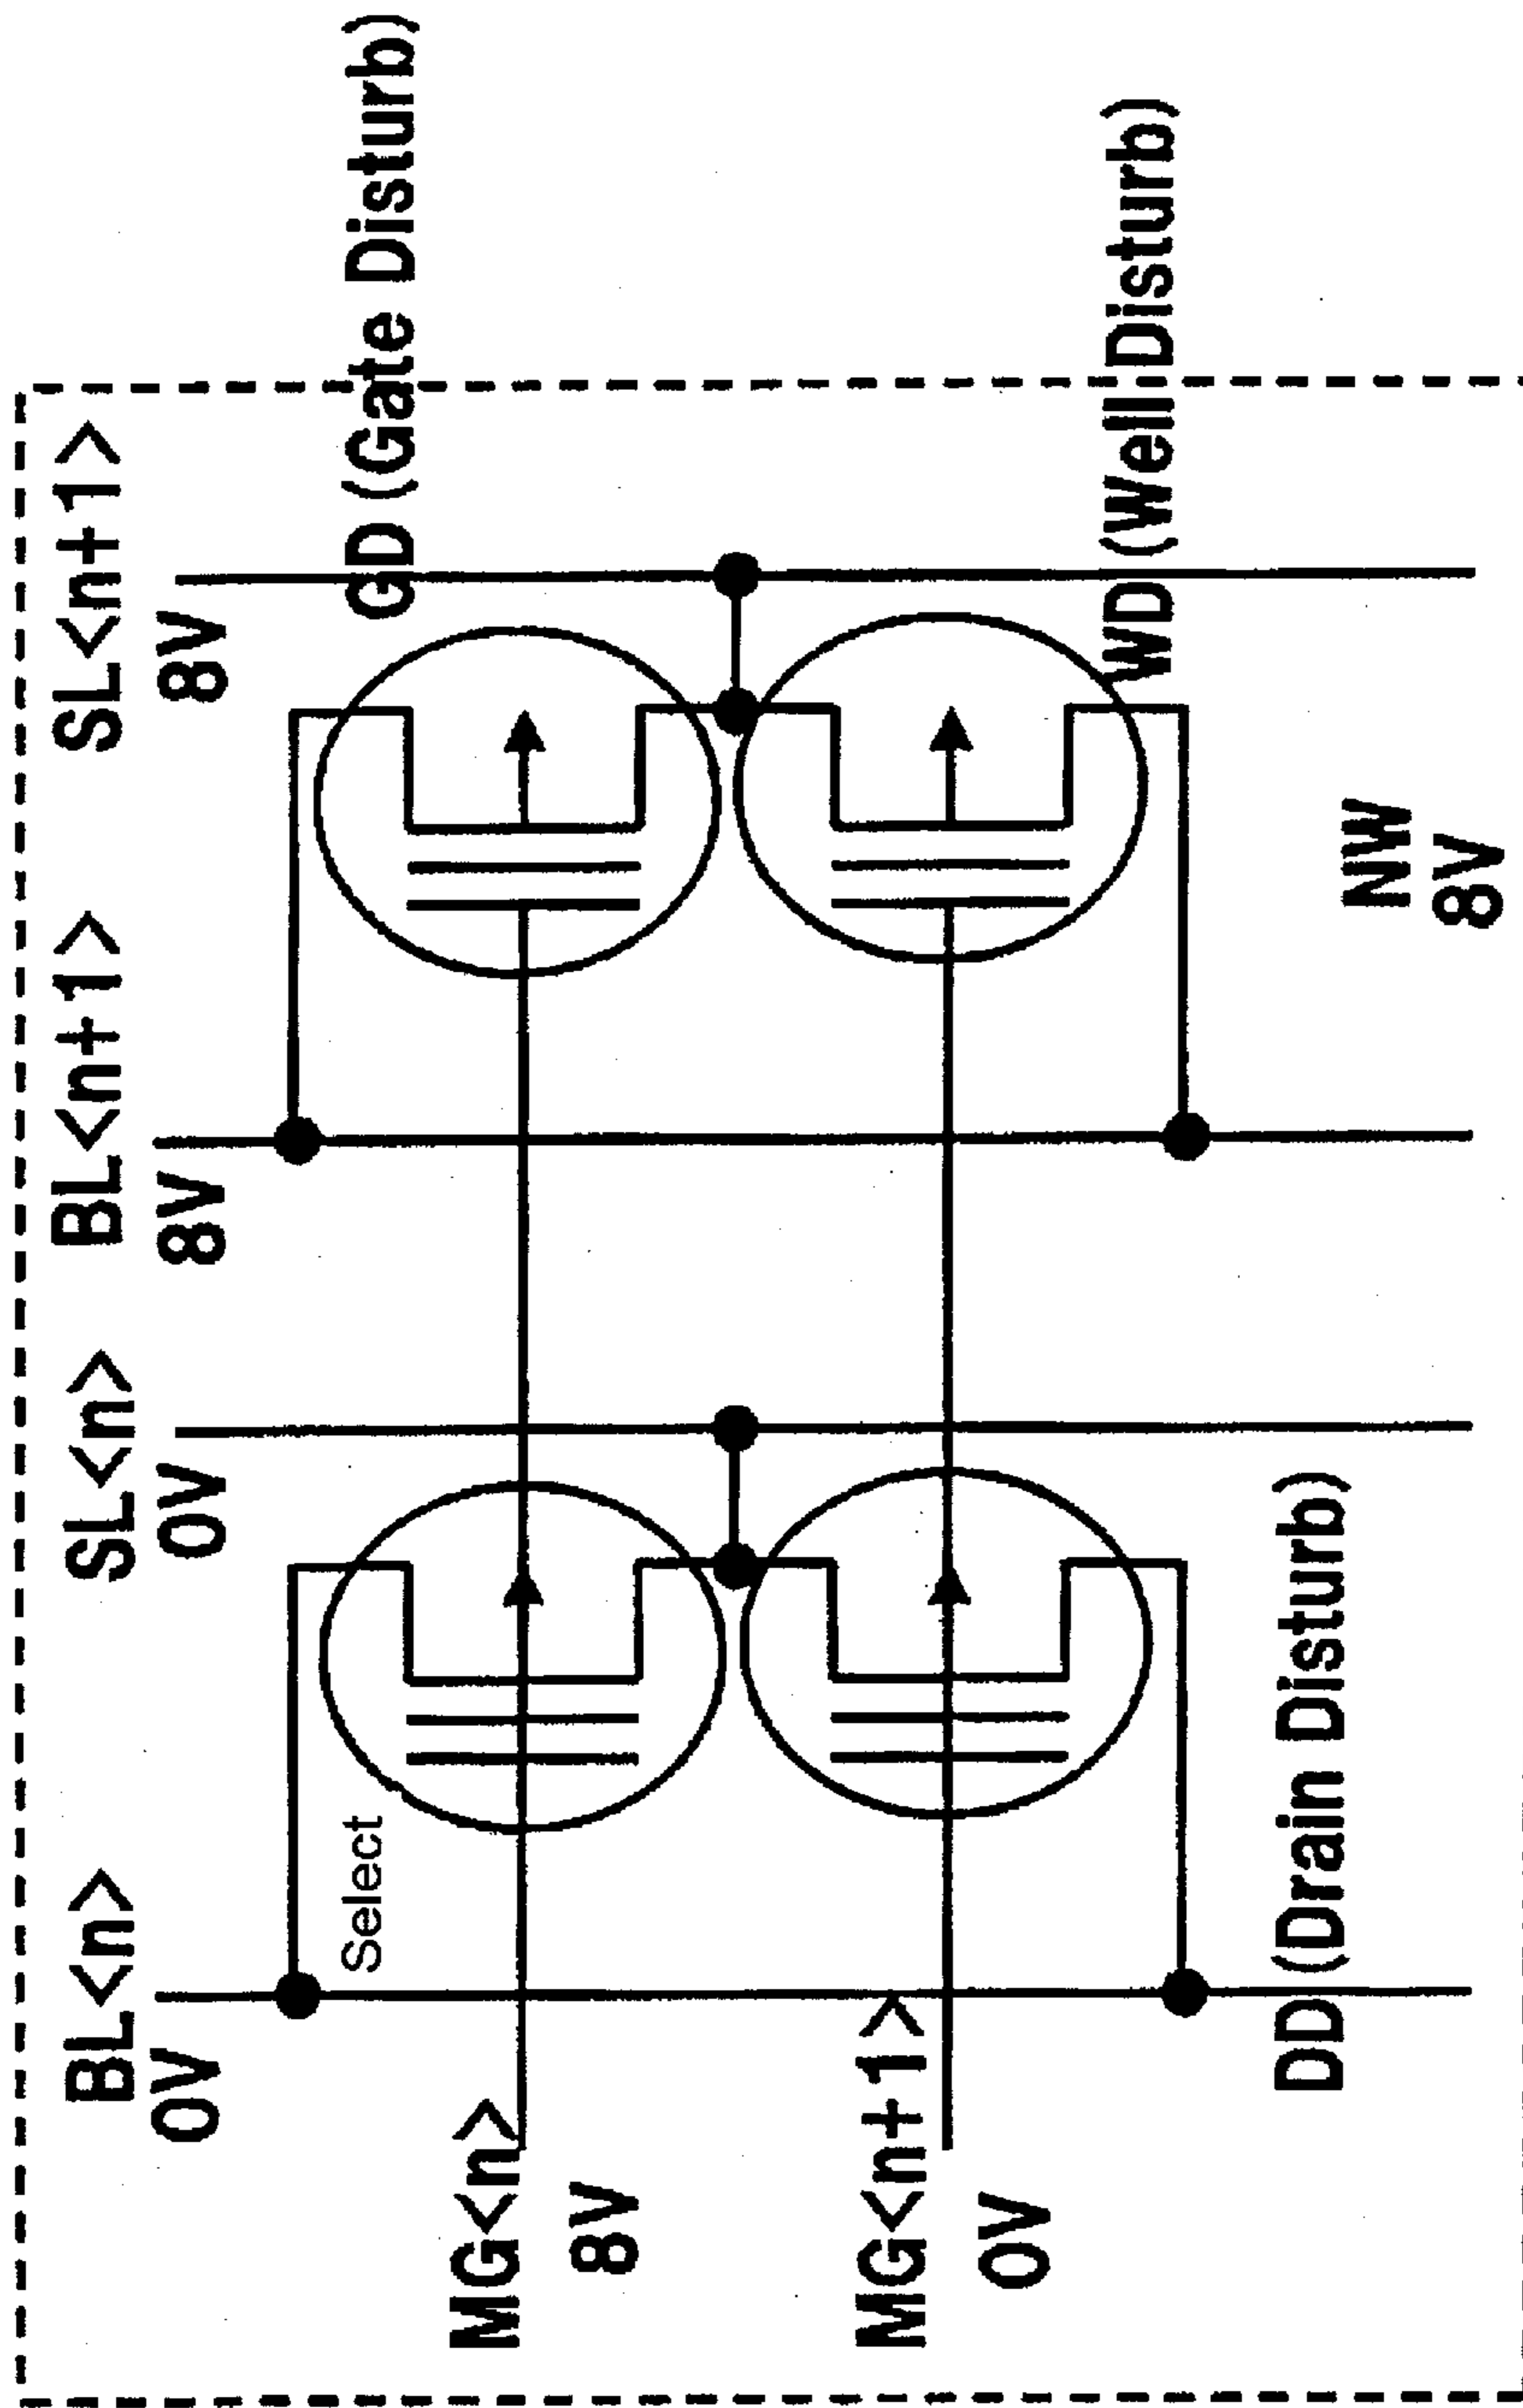 BL<n>
0V
SL<n>
0V
BL<n+1>
8V
SL<n+1>
8V
Select
GD (Gate Disturb)
MG<n>
8V
MG<n+1>
0V
WD (Well Disturb)
DD (Drain Disturb)
NW
8V